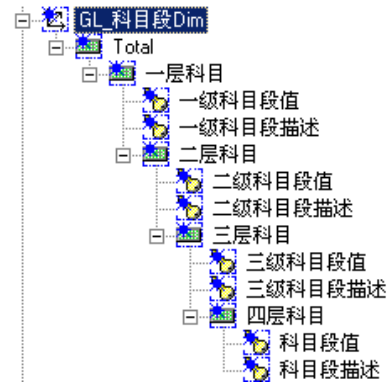 GL_科目段Dim
Total
一层科目
一级科目段值
一级科目段描述
二层科目
二级科目段值
二级科目段描述
三层科目
三级科目段值
三级科目段描述
四层科目
科目段值
科目段描述